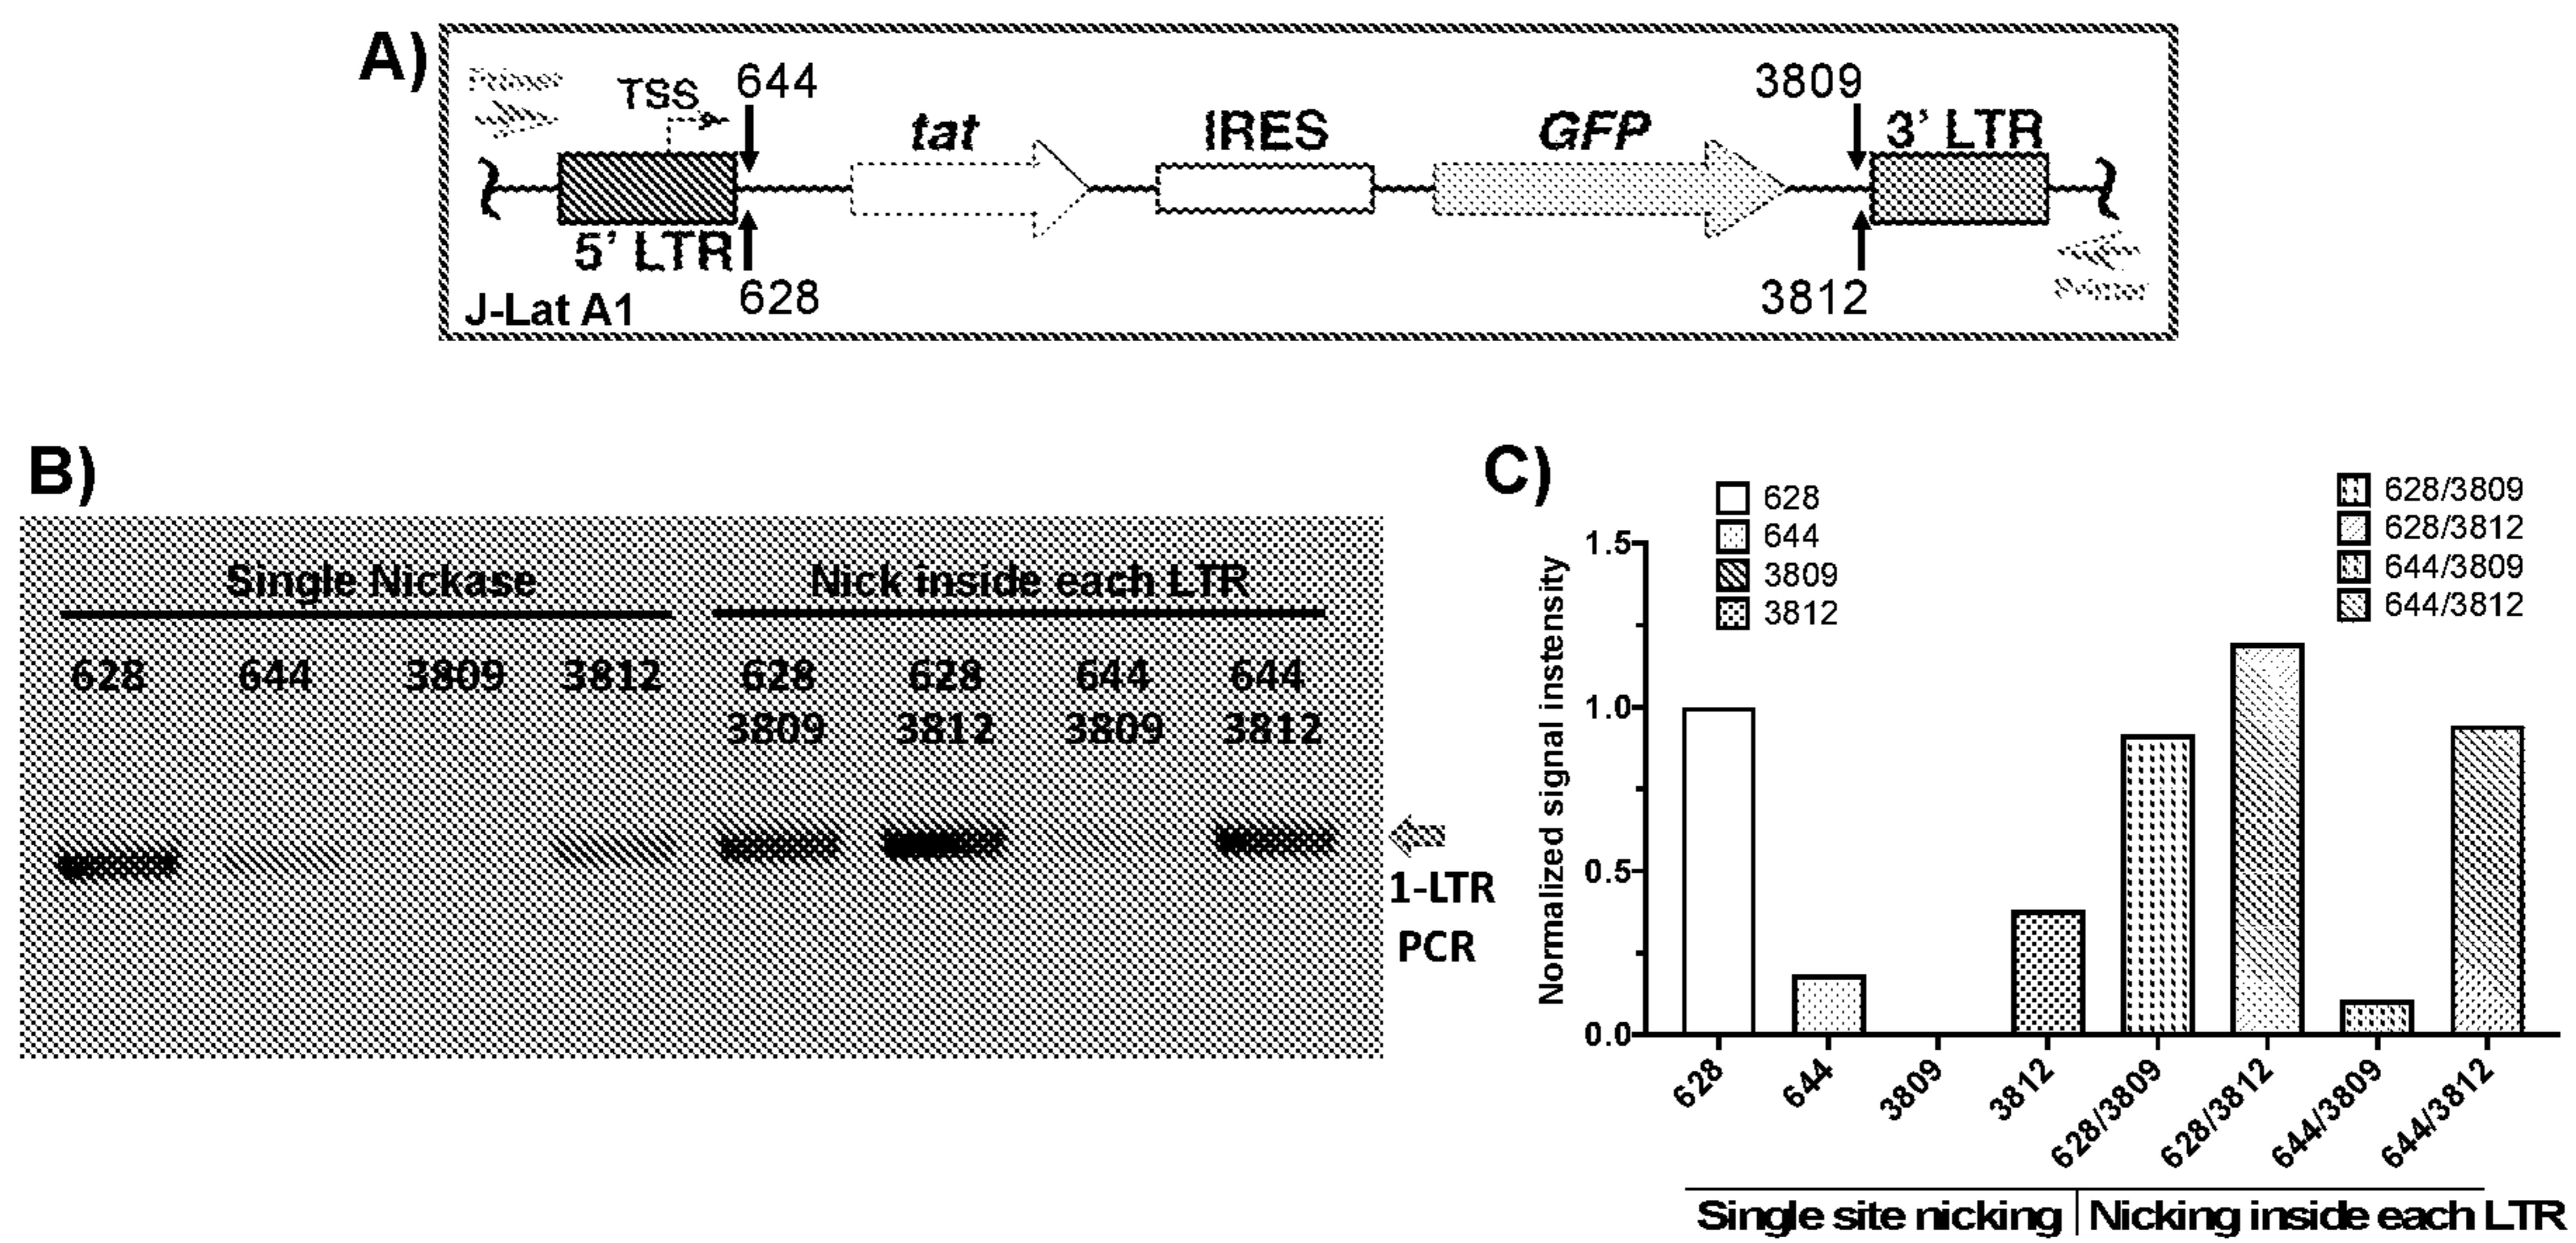 A)
TSS
644
3809
tat
IRES
GFP
3' LTR
5' LTR
628
3812
J-Lat A1
B)
Single Nickase
Nick inside each LTR
628 644 3809 3812 628 628 644 644
3809 3812 3809 3812
1-LTR
PCR
C)
628
644
3809
3812
628/3809
628/3812
644/3809
644/3812
Normalized signal instensity
1.5
1.0
0.5
0.0
628 644 3809 3812 628/3809 628/3812 644/3809 644/3812
Single site nicking Nicking inside each LTR